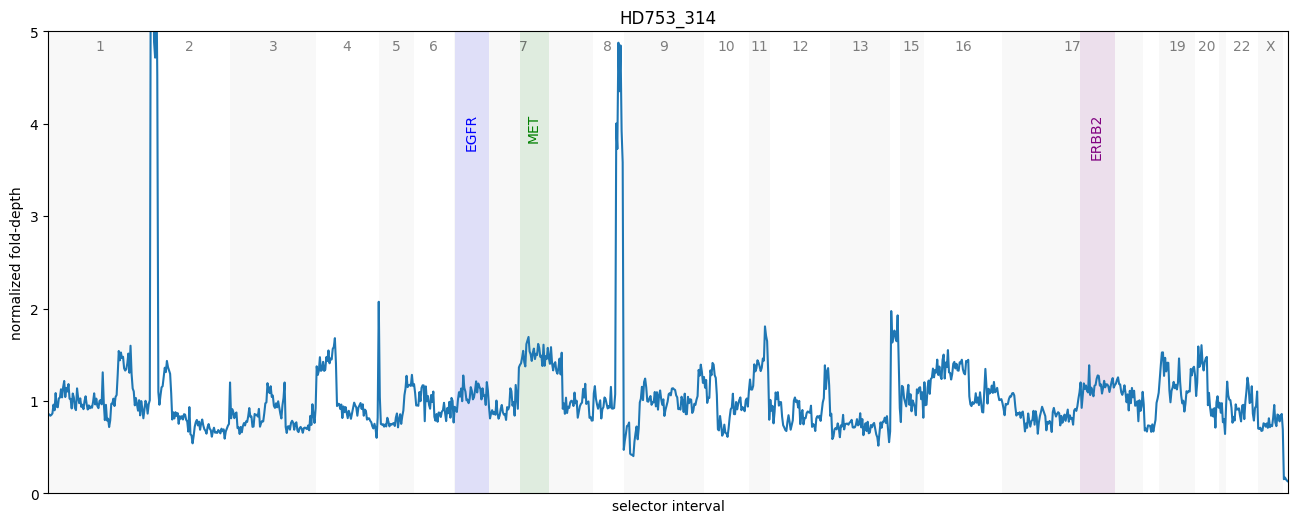 HD753_314
5
4
3
2
1
0
normalized fold-depth
1 2 3 4 5 6 7 8 9 10 11 12 13 15 16 17 19 20 22 X
EGFR
MET
ERBB2
selector interval